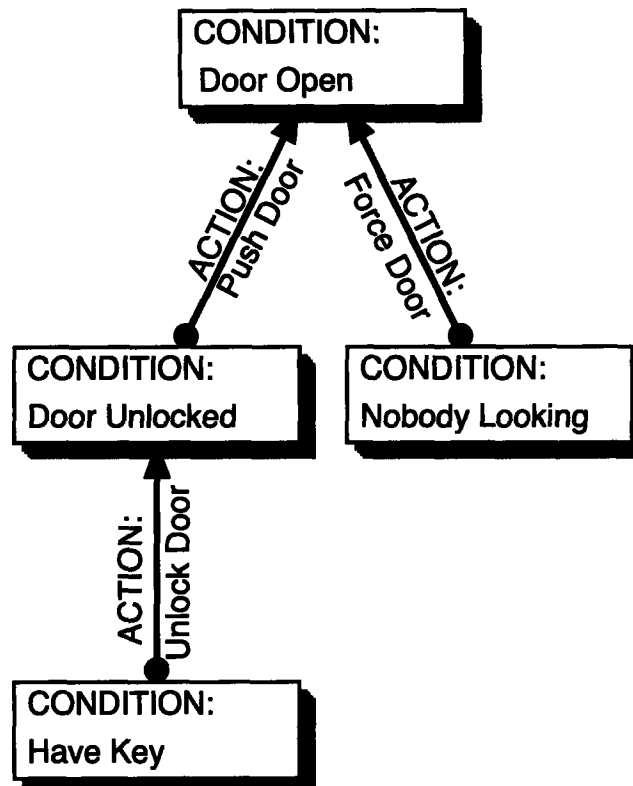 CONDITION:
Door Open
ACTION:
Push Door
ACTION:
Force Door
CONDITION:
Door Unlocked
CONDITION:
Nobody Looking
ACTION:
Unlock Door
CONDITION:
Have Key